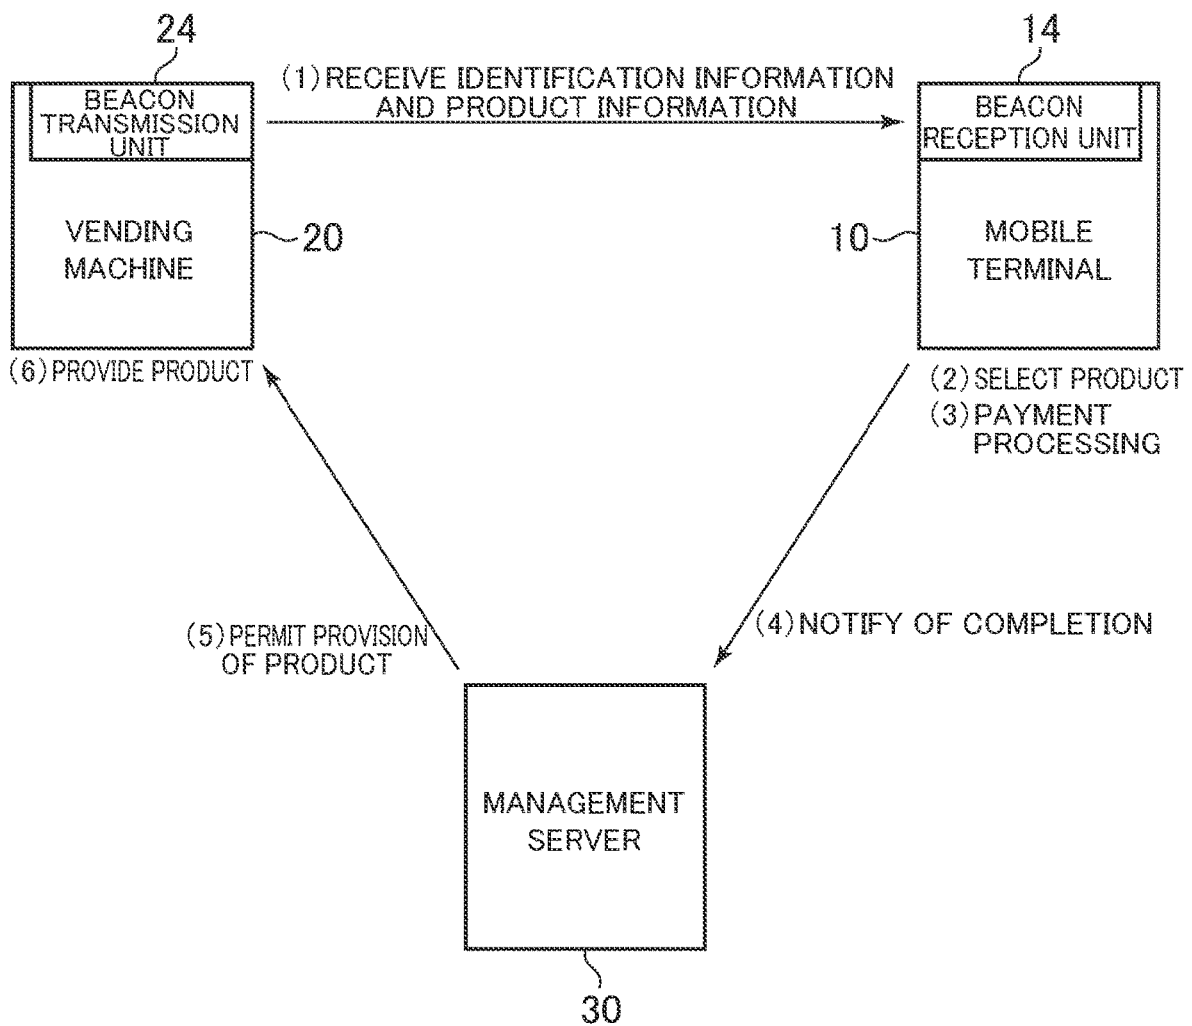 24
14
(1) RECEIVE IDENTIFICATION INFORMATION
AND PRODUCT INFORMATION
BEACON
TRANSMISSION
UNIT
BEACON
RECEPTION UNIT
VENDING
MACHINE
20
10
MOBILE
TERMINAL
(6) PROVIDE PRODUCT
(2) SELECT PRODUCT
(3) PAYMENT
PROCESSING
(4) NOTIFY OF COMPLETION
(5) PERMIT PROVISION
OF PRODUCT
MANAGEMENT
SERVER
30